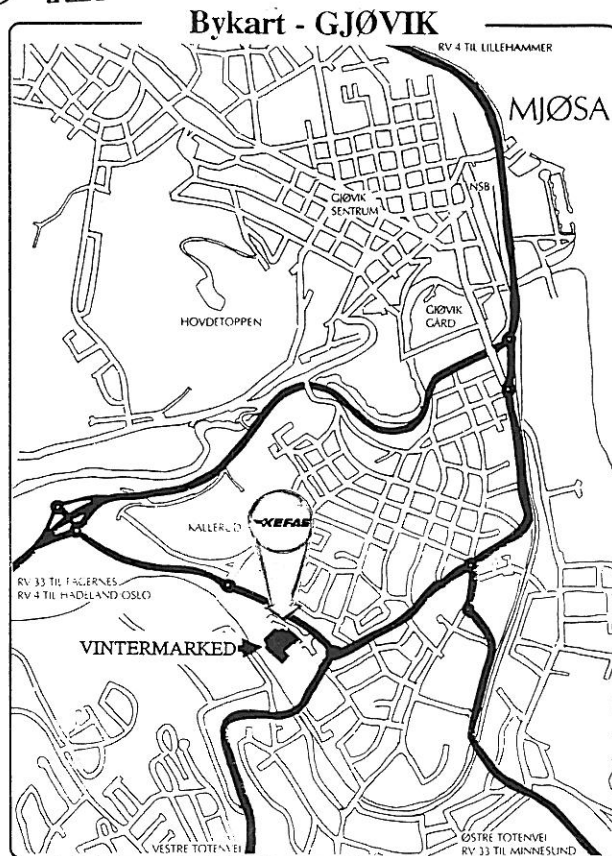 Bykart - GJØVIK
RV 4 TIL LILLEHAMMER
MJØSA
NSB
GJØVIK
SENTRUM
GJØVIK
GÅRD
HOVDETOPPEN
KALLERUD
XEFAS
RV 33 TIL FAGERNES
RV 4 TIL HADELAND/OSLO
VINTERMARKED
VESTRE TOTENVEI
ØSTRE TOTENVEI
RV 33 TIL MINNESUND